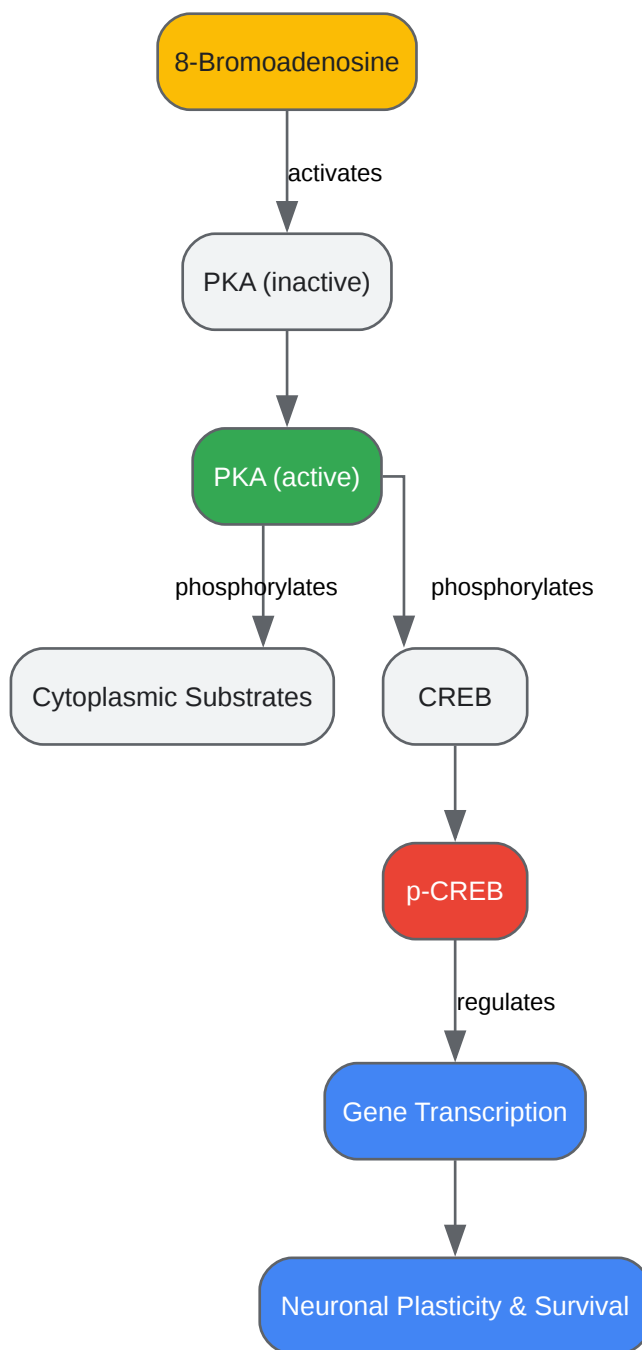 8-Bromoadenosine
activates
PKA (inactive)
PKA (active)
phosphorylates
phosphorylates
Cytoplasmic Substrates
CREB
p-CREB
regulates
Gene Transcription
Neuronal Plasticity & Survival